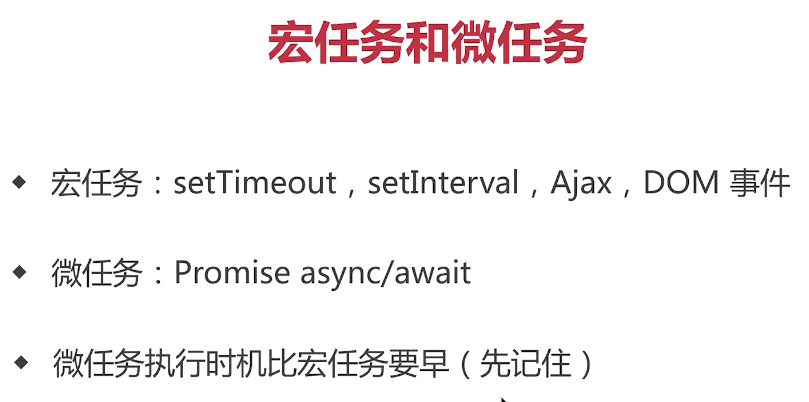 宏任务和微任务
◆ 宏任务：setTimeout，setInterval，Ajax，DOM 事件
◆ 微任务：Promise async/await
◆ 微任务执行时机比宏任务要早（先记住）